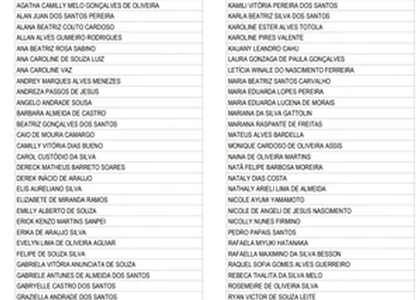 AGATHA CAMILLY MELO GONÇALVES DE OLIVEIRA
ALAN JUAN DOS SANTOS PEREIRA
ALANA BEATRIZ COUTO CARDOSO
ALLAN ALVES GUMIEIRO RODRIGUES
ANA BEATRIZ ROSA SABINO
ANA CAROLINE DE SOUZA LUIZ
ANA CAROLINE VAZ
ANDREY MARQUES ALVES MENEZES
ANDREZA PASSOS DE JESUS
ANGELO ANDRADE SOUSA
BARBARA ALMEIDA DE CASTRO
BEATRIZ GONÇALVES DOS SANTOS
CAIO DE MOURA CAMARGO
CAMILLY VITÓRIA DIAS BUENO
CAROL CUSTÓDIO DA SILVA
DERECK MATHEUS BARRETO SOARES
DEREK INÁCIO DE ARAUJO
ELIS AURELIANO SILVA
ELIZABETE DE MIRANDA RAMOS
EMILLY ALBERTO DE SOUZA
ERICK KENZO MARTINS SANPEI
ERIKA DE ARAUJO SILVA
EVELYN LIMA DE OLIVEIRA AGUIAR
FELIPE DE SOUZA SILVA
GABRIELA VITÓRIA ANUNCIATA DE SOUZA
GABRIELE ANTUNES DE ALMEIDA DOS SANTOS
GABRYELLE CASTRO DOS SANTOS
GRAZIELLA ANDRADE DOS SANTOS
KAMILI VITÓRIA PEREIRA DOS SANTOS
KARLA BEATRIZ SILVA DOS SANTOS
KAROLINE ESTER ALVES TOTOLA
KAROLINE PIRES VALENTE
KAUANY LEANDRO CAHU
LAURA GONZAGA DE PAULA GONÇALVES
LETÍCIA WINALE DO NASCIMENTO FERREIRA
MARIA BEATRIZ SANTOS CARVALHO
MARIA EDUARDA LOPES PEREIRA
MARIA EDUARDA LUCENA DE MORAIS
MARIANA DA SILVA GATTOLIN
MARIANA RASPANTE DE FREITAS
MATEUS ALVES BARDELLA
MONIQUE CARDOSO DE OLIVEIRA ASSIS
NAINA DE OLIVEIRA MARTINS
NATÃ FELIPE BARBOSA MOREIRA
NATALY DIAS COSTA
NATHALY ARIELI LIMA DE ALMEIDA
NICOLE AYUMI YAMAMOTO
NICOLE DE ANGELI DE JESUS NASCIMENTO
NICOLLY NUNES FIRMINO
PEDRO PAPAIS SANTOS
RAFAELA MIYUKI HATANAKA
RAFAELLA MAXIMINO DA SILVA BESSON
RAQUEL SOFIA GOMES ALVES GUERREIRO
REBECA THALITA DA SILVA MELO
ROSEMEIRE DE OLIVEIRA SILVA
RYAN VICTOR DE SOUZA LEITE